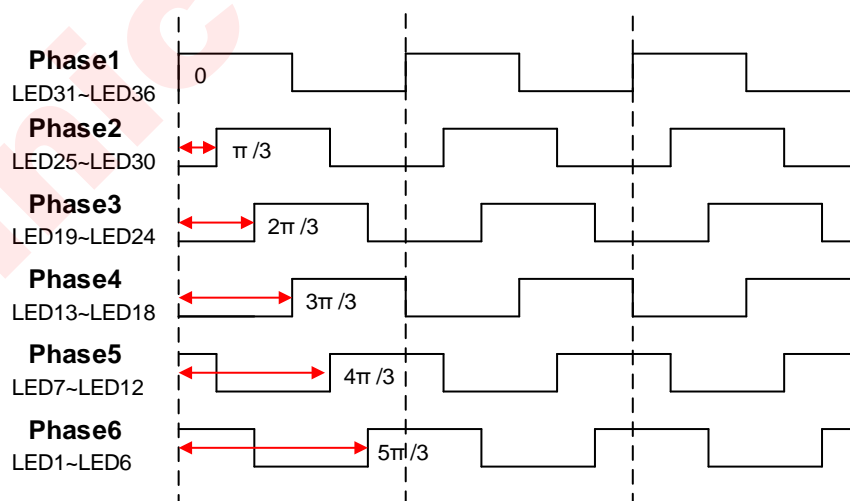 Phase1
0
LED31~LED36
Phase2
π /3
LED25~LED30
Phase3
2π /3
LED19~LED24
Phase4
3π /3
LED13~LED18
Phase5
4π /3
LED7~LED12
Phase6
5π /3
LED1~LED6